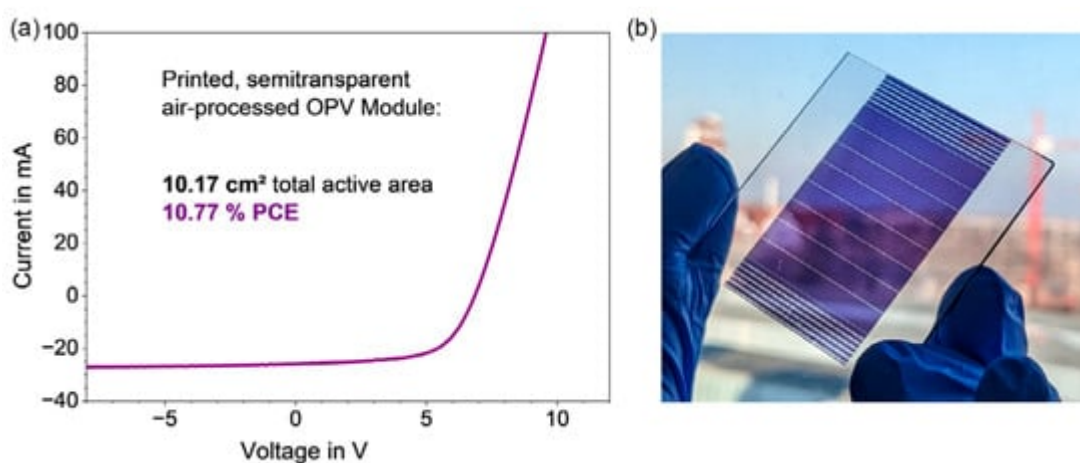 (a)
100
80
60
40
20
0
−20
−40
Current in mA
Printed, semitransparent
air-processed OPV Module:
10.17 cm² total active area
10.77 % PCE
−5
0
5
10
Voltage in V
(b)